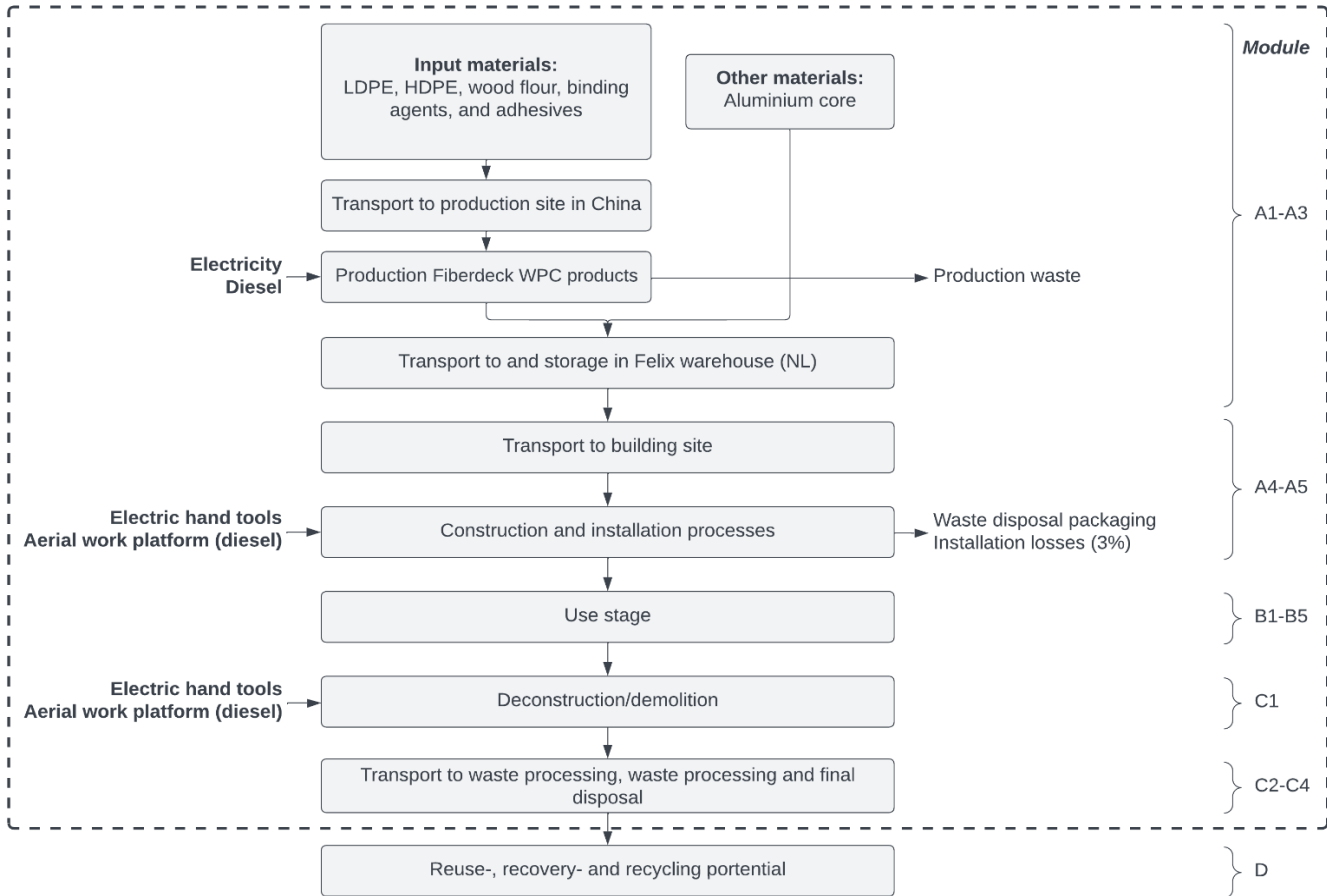 Module
Input materials:
LDPE, HDPE, wood flour, binding
agents, and adhesives
Other materials:
Aluminium core
Transport to production site in China
A1-A3
Electricity
Diesel
Production Fiberdeck WPC products
Production waste
Transport to and storage in Felix warehouse (NL)
Transport to building site
A4-A5
Electric hand tools
Aerial work platform (diesel)
Construction and installation processes
Waste disposal packaging
Installation losses (3%)
Use stage
B1-B5
Electric hand tools
Aerial work platform (diesel)
Deconstruction/demolition
C1
Transport to waste processing, waste processing and final
disposal
C2-C4
Reuse-, recovery- and recycling portential
D